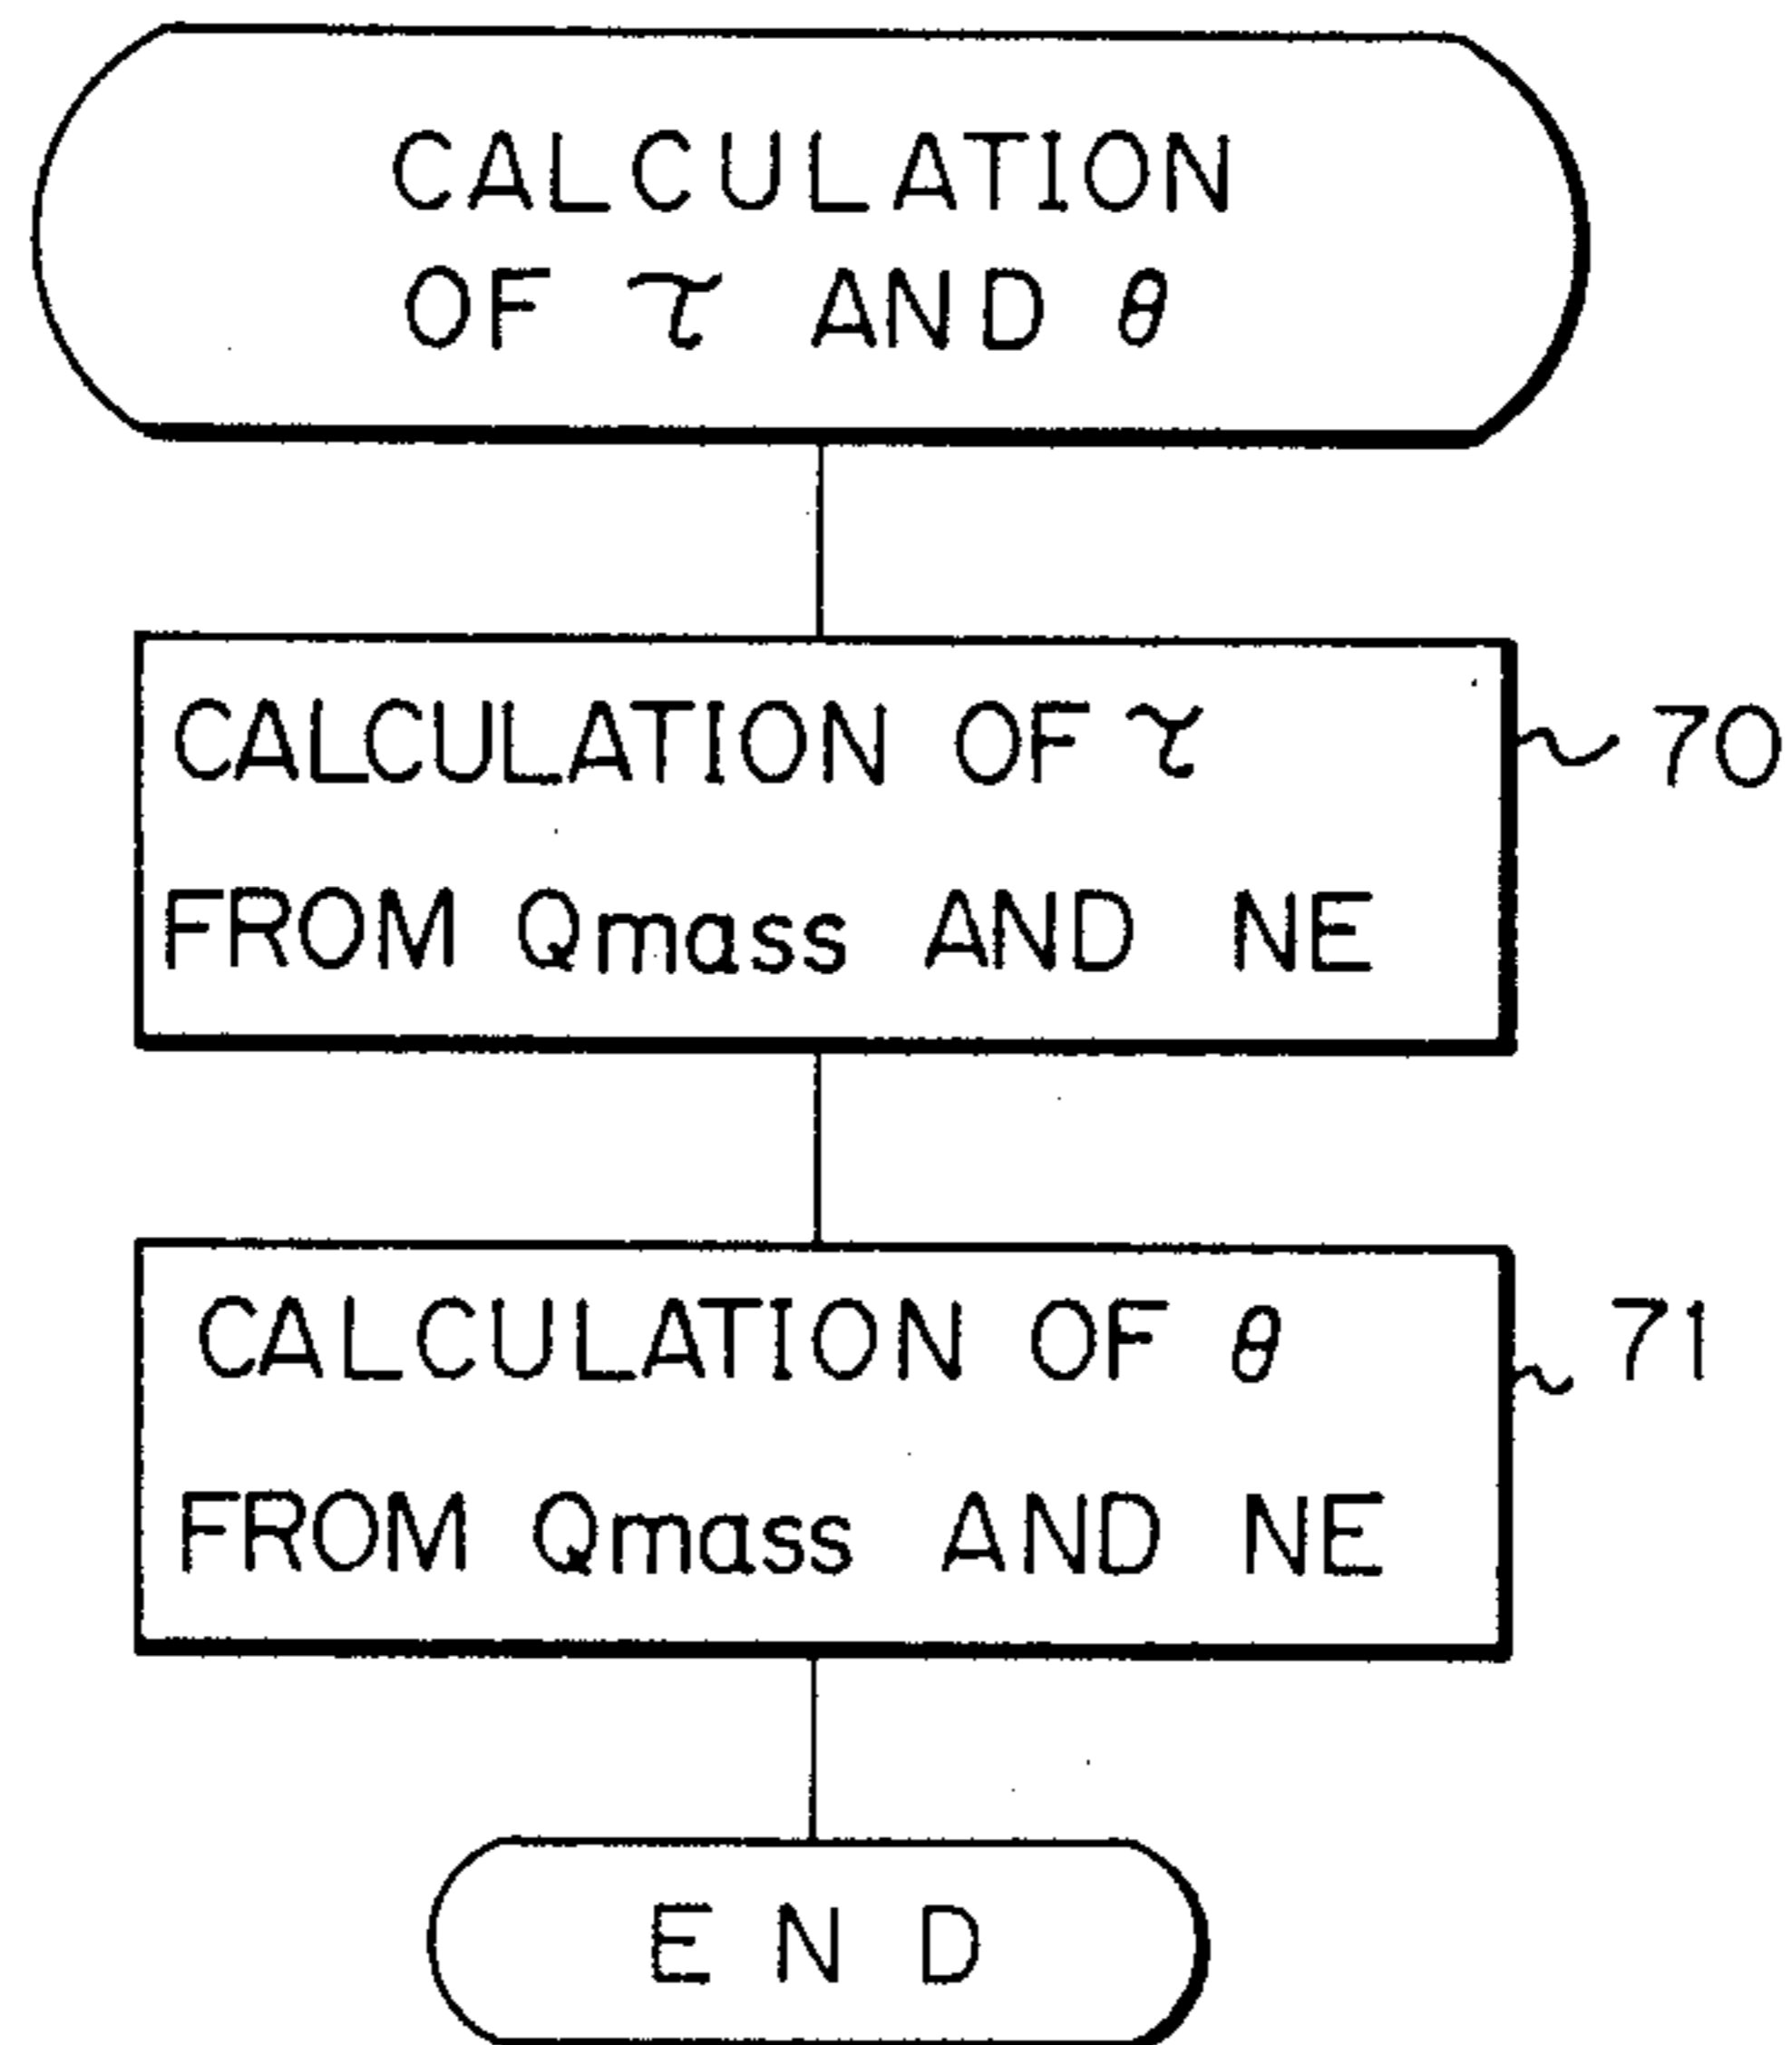 CALCULATION
OF τ AND θ
CALCULATION OF τ
FROM Qmass AND NE
70
CALCULATION OF θ
FROM Qmass AND NE
71
END